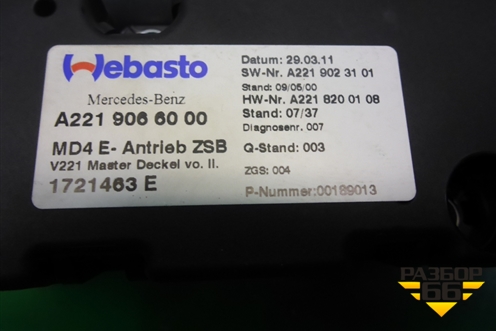 Webasto
Mercedes-Benz
A221 906 60 00
MD4 E- Antrieb ZSB
V221 Master Deckel vo. II.
1721463 E
Datum: 29.03.11
SW-Nr. A221 902 31 01
Stand: 09/05/00
HW-Nr. A221 820 01 08
Stand: 07/37
Diagnosenr. 007
Q-Stand: 003
ZGS: 004
P-Nummer:00189013
РАЗБОР
66